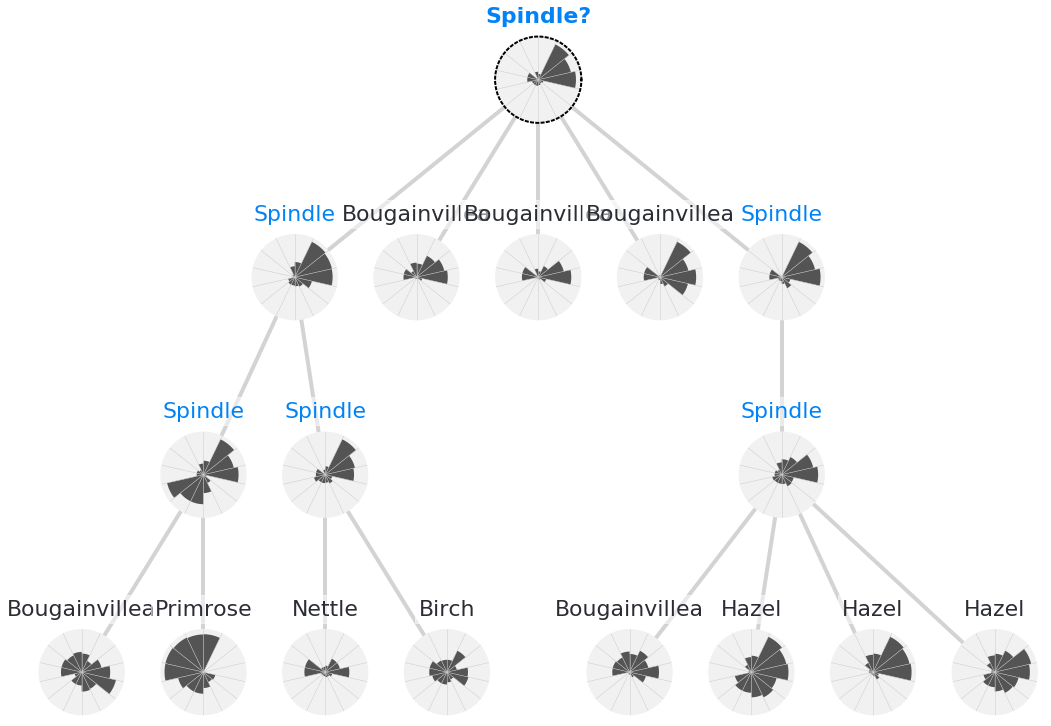 Spindle?
Spindle Bougainvillea Bougainvillea Bougainvillea Spindle
Spindle Spindle Spindle
Bougainvillea Primrose Nettle Birch Bougainvillea Hazel Hazel Hazel